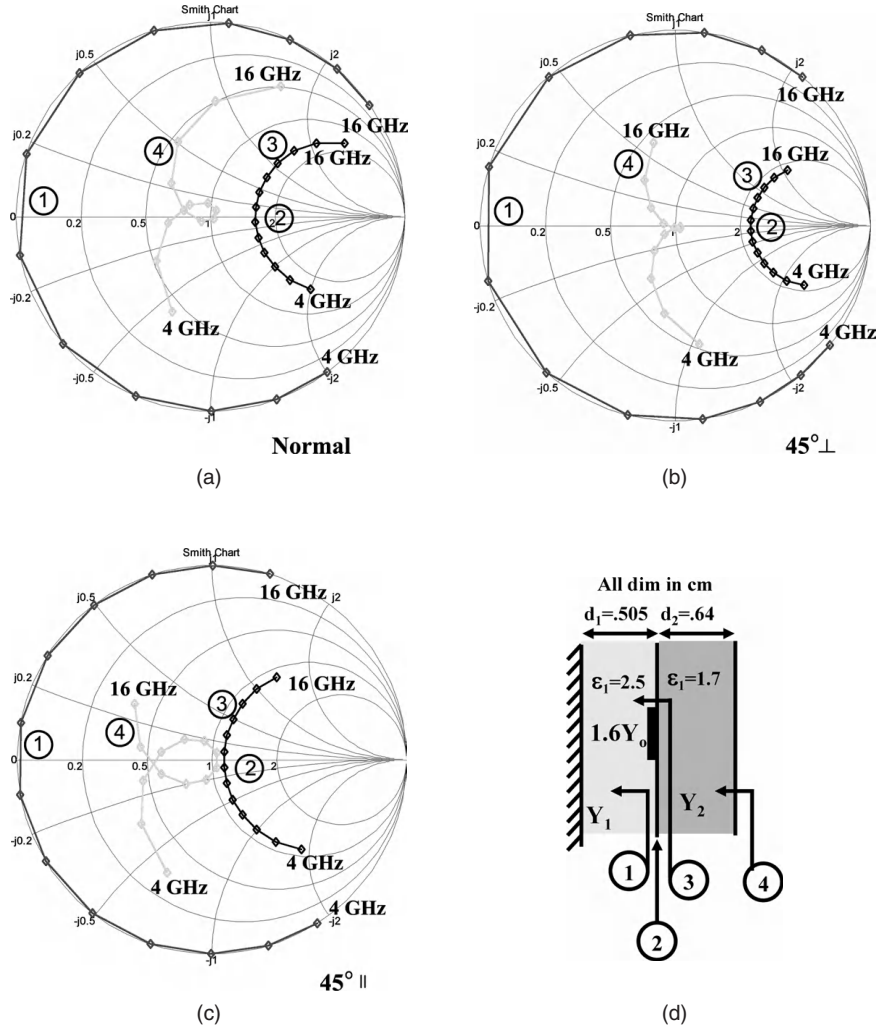 Smith Chart
j1
j0.5
j2
16 GHz
16 GHz
16 GHz
j0.2
4
3
1
2
0
0.2
0.5
1
2
-j0.2
4 GHz
4 GHz
4 GHz
-j0.5
-j2
-j1
Normal
(a)
j1
j0.5
j2
16 GHz
16 GHz
16 GHz
j0.2
4
3
1
2
0
0.2
0.5
1
2
-j0.2
4 GHz
4 GHz
4 GHz
-j0.5
-j2
-j1
45°⊥
(b)
Smith Chart
j1
j0.5
j2
16 GHz
j0.2
16 GHz
16 GHz
4
3
1
2
0
0.2
0.5
1
2
-j0.2
4 GHz
4 GHz
4 GHz
-j0.5
-j2
-j1
45° ||
(c)
All dim in cm
d₁=.505 d₂=.64
ε₁=2.5 ε₁=1.7
1.6Yₒ
Y₁ Y₂
1 3 4
2
(d)